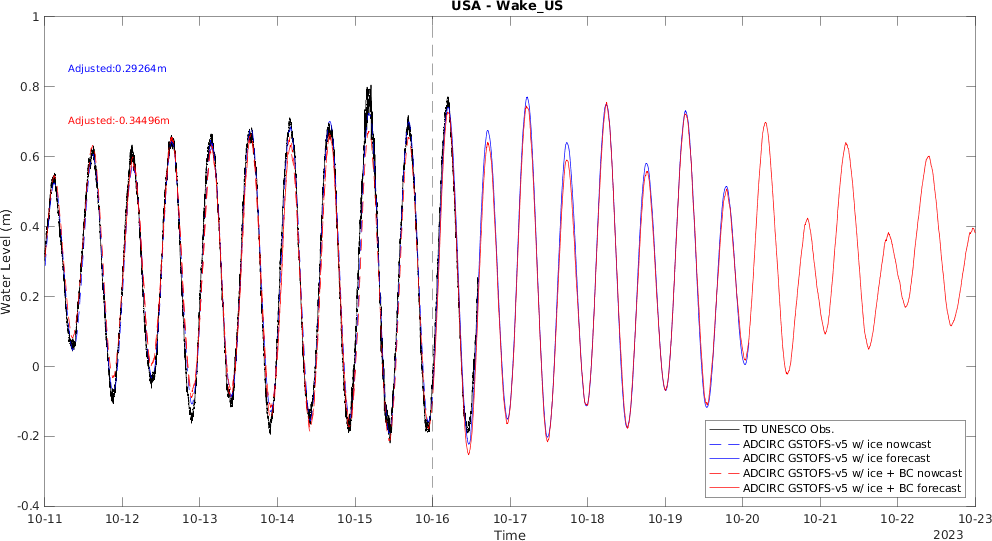 USA - Wake_US
Adjusted:0.29264m
Adjusted:-0.34496m
Water Level (m)
1
0.8
0.6
0.4
0.2
0
-0.2
-0.4
TD UNESCO Obs.
ADCIRC GSTOFS-v5 w/ ice nowcast
ADCIRC GSTOFS-v5 w/ ice forecast
ADCIRC GSTOFS-v5 w/ ice + BC nowcast
ADCIRC GSTOFS-v5 w/ ice + BC forecast
10-11 10-12 10-13 10-14 10-15 10-16 10-17 10-18 10-19 10-20 10-21 10-22 10-23
Time
2023